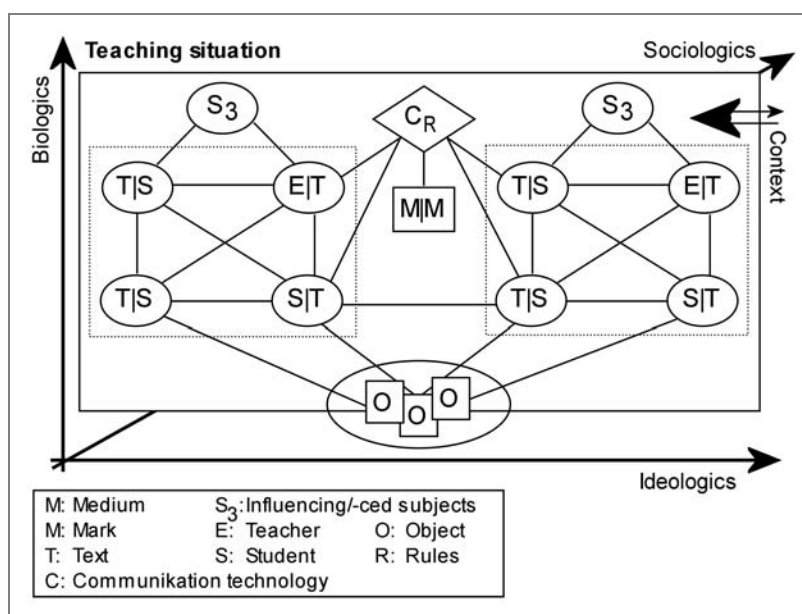 Teaching situation
Sociologics
Biologics
Context
S3
CR
S3
T|S
E|T
M|M
T|S
E|T
T|S
S|T
T|S
S|T
O
O
O
Ideologics
M: Medium S3:Influencing/-ced subjects
M: Mark E: Teacher O: Object
T: Text S: Student R: Rules
C: Communikation technology